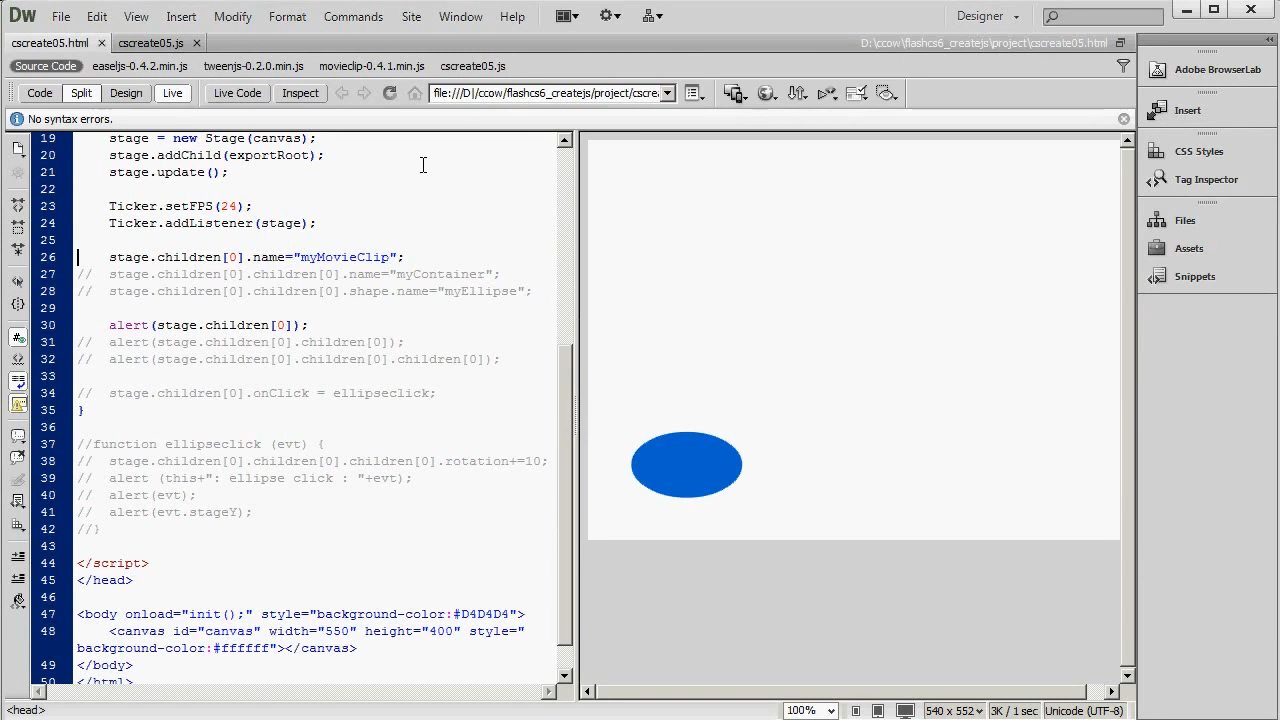 Dw File Edit View Insert Modify Format Commands Site Window Help Designer
cscreate05.html cscreate05.js D:\ccow\flashcs6_createjs\project\cscreate05.html
Source Code easeljs-0.4.2.min.js tweenjs-0.2.0.min.js movieclip-0.4.1.min.js cscreate05.js
Code Split Design Live Live Code Inspect file:///D|/ccow/flashcs6_createjs/project/cscre
No syntax errors.
19 stage = new Stage(canvas);
20 stage.addChild(exportRoot);
21 stage.update();
22
23 Ticker.setFPS(24);
24 Ticker.addListener(stage);
25
26 stage.children[0].name="myMovieClip";
27 // stage.children[0].children[0].name="myContainer";
28 // stage.children[0].children[0].shape.name="myEllipse";
29
30 alert(stage.children[0]);
31 // alert(stage.children[0].children[0]);
32 // alert(stage.children[0].children[0].children[0]);
33
34 // stage.children[0].onClick = ellipseclick;
35 }
36
37 //function ellipseclick (evt) {
38 // stage.children[0].children[0].children[0].rotation+=10;
39 // alert (this+": ellipse click : "+evt);
40 // alert(evt);
41 // alert(evt.stageY);
42 //}
43
44 </script>
45 </head>
46
47 <body onload="init();" style="background-color:#D4D4D4">
48 <canvas id="canvas" width="550" height="400" style="
background-color:#ffffff"></canvas>
49 </body>
50 </html>
Adobe BrowserLab
Insert
CSS Styles
Tag Inspector
Files
Assets
Snippets
<head> 100% 540 x 552 3K / 1 sec Unicode (UTF-8)